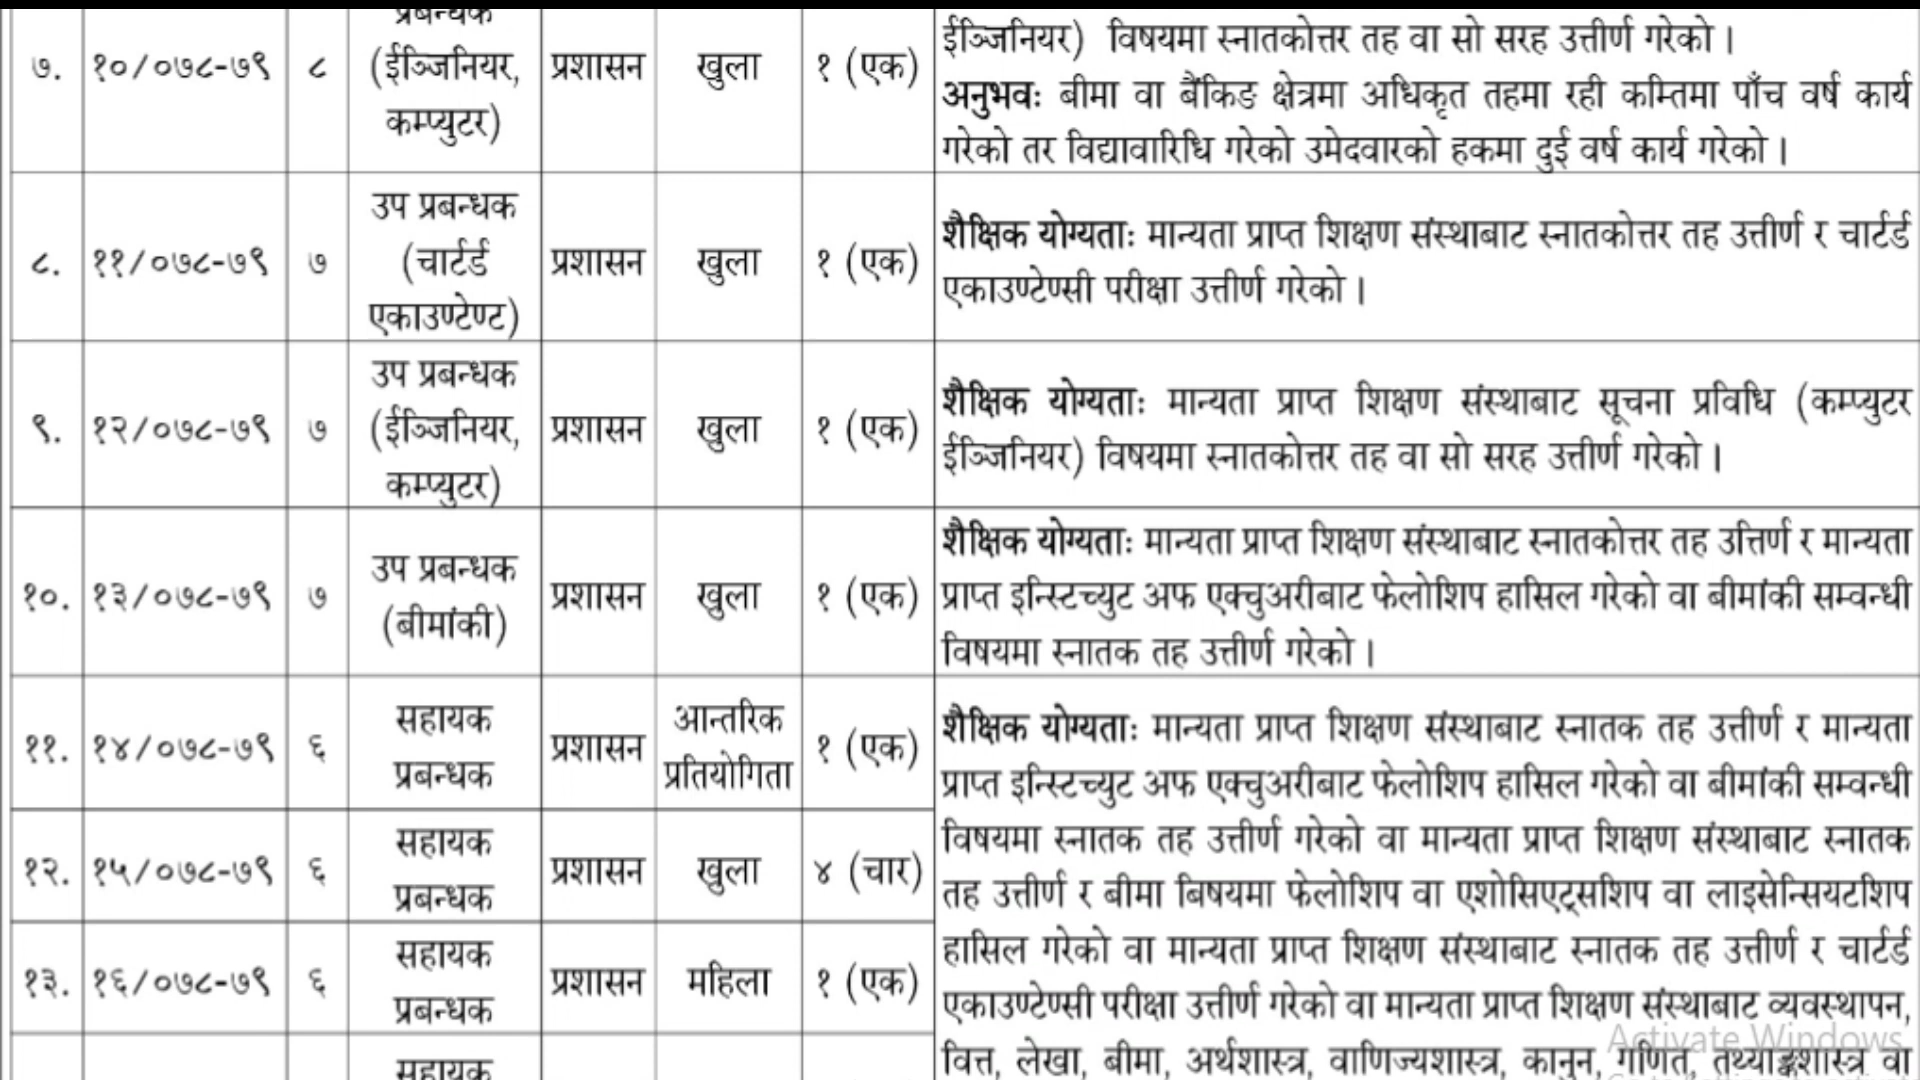 प्रबन्धक
(ईञ्जिनियर,
कम्प्युटर)
७. १०/०७८-७९ ८ प्रशासन खुला १ (एक)
ईञ्जिनियर) विषयमा स्नातकोत्तर तह वा सो सरह उत्तीर्ण गरेको ।
अनुभवः बीमा वा बैंकिङ क्षेत्रमा अधिकृत तहमा रही कम्तिमा पाँच वर्ष कार्य
गरेको तर विद्यावारिधि गरेको उमेदवारको हकमा दुई वर्ष कार्य गरेको ।
८. ११/०७८-७९ ७
उप प्रबन्धक
(चार्टर्ड
एकाउण्टेण्ट)
प्रशासन खुला १ (एक)
शैक्षिक योग्यताः मान्यता प्राप्त शिक्षण संस्थाबाट स्नातकोत्तर तह उत्तीर्ण र चार्टर्ड
एकाउण्टेण्सी परीक्षा उत्तीर्ण गरेको ।
९. १२/०७८-७९ ७
उप प्रबन्धक
(ईञ्जिनियर,
कम्प्युटर)
प्रशासन खुला १ (एक)
शैक्षिक योग्यताः मान्यता प्राप्त शिक्षण संस्थाबाट सूचना प्रविधि (कम्प्युटर
ईञ्जिनियर) विषयमा स्नातकोत्तर तह वा सो सरह उत्तीर्ण गरेको ।
१०. १३/०७८-७९ ७
उप प्रबन्धक
(बीमांकी)
प्रशासन खुला १ (एक)
शैक्षिक योग्यताः मान्यता प्राप्त शिक्षण संस्थाबाट स्नातकोत्तर तह उत्तिर्ण र मान्यता
प्राप्त इन्स्टिच्युट अफ एक्चुअरीबाट फेलोशिप हासिल गरेको वा बीमांकी सम्वन्धी
विषयमा स्नातक तह उत्तीर्ण गरेको ।
११. १४/०७८-७९ ६
सहायक
प्रबन्धक
प्रशासन
आन्तरिक
प्रतियोगिता
१ (एक)
१२. १५/०७८-७९ ६
सहायक
प्रबन्धक
प्रशासन खुला ४ (चार)
१३. १६/०७८-७९ ६
सहायक
प्रबन्धक
प्रशासन महिला १ (एक)
सहायक
शैक्षिक योग्यताः मान्यता प्राप्त शिक्षण संस्थाबाट स्नातक तह उत्तीर्ण र मान्यता
प्राप्त इन्स्टिच्युट अफ एक्चुअरीबाट फेलोशिप हासिल गरेको वा बीमांकी सम्वन्धी
विषयमा स्नातक तह उत्तीर्ण गरेको वा मान्यता प्राप्त शिक्षण संस्थाबाट स्नातक
तह उत्तीर्ण र बीमा बिषयमा फेलोशिप वा एशोसिएट्सशिप वा लाइसेन्सियटशिप
हासिल गरेको वा मान्यता प्राप्त शिक्षण संस्थाबाट स्नातक तह उत्तीर्ण र चार्टर्ड
एकाउण्टेण्सी परीक्षा उत्तीर्ण गरेको वा मान्यता प्राप्त शिक्षण संस्थाबाट व्यवस्थापन,
वित्त, लेखा, बीमा, अर्थशास्त्र, वाणिज्यशास्त्र, कानुन, गणित, तथ्याङ्कशास्त्र वा
Activate Windows